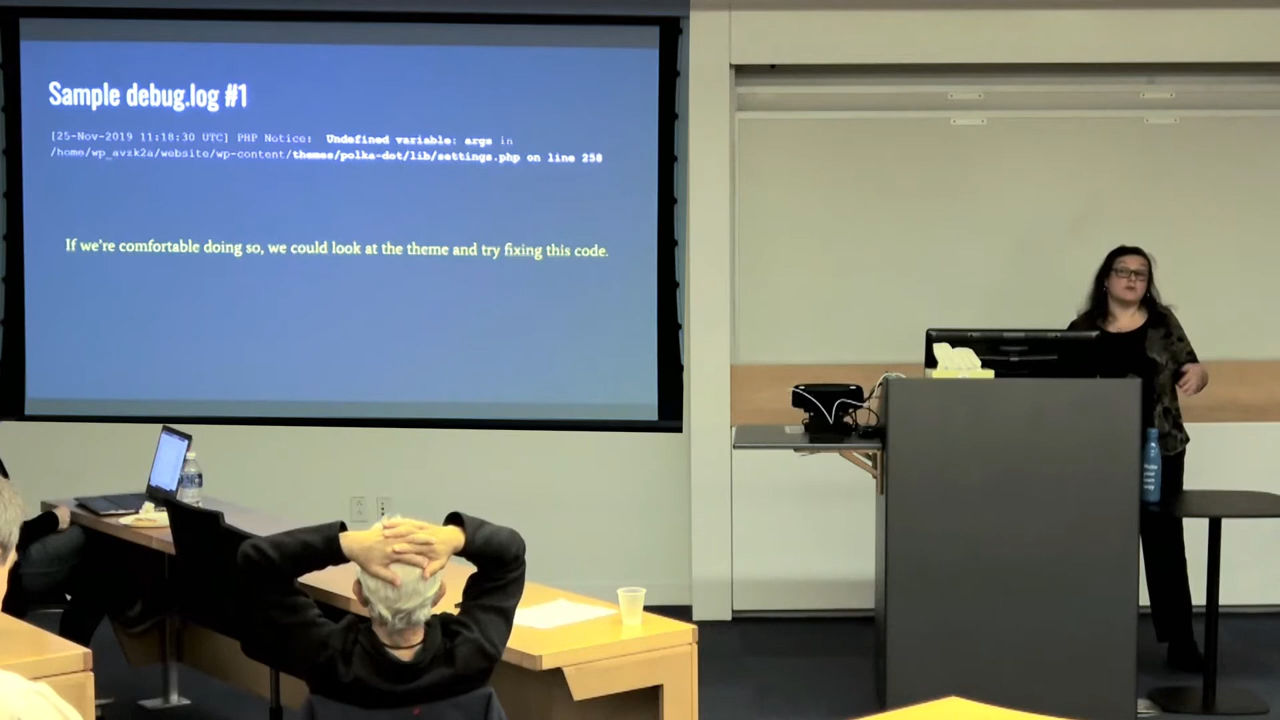 Sample debug.log #1
[25-Nov-2019 11:18:30 UTC] PHP Notice:  Undefined variable: args in
/home/wp_avzk2a/website/wp-content/themes/polka-dot/lib/settings.php on line 258
If we're comfortable doing so, we could look at the theme and try fixing this code.